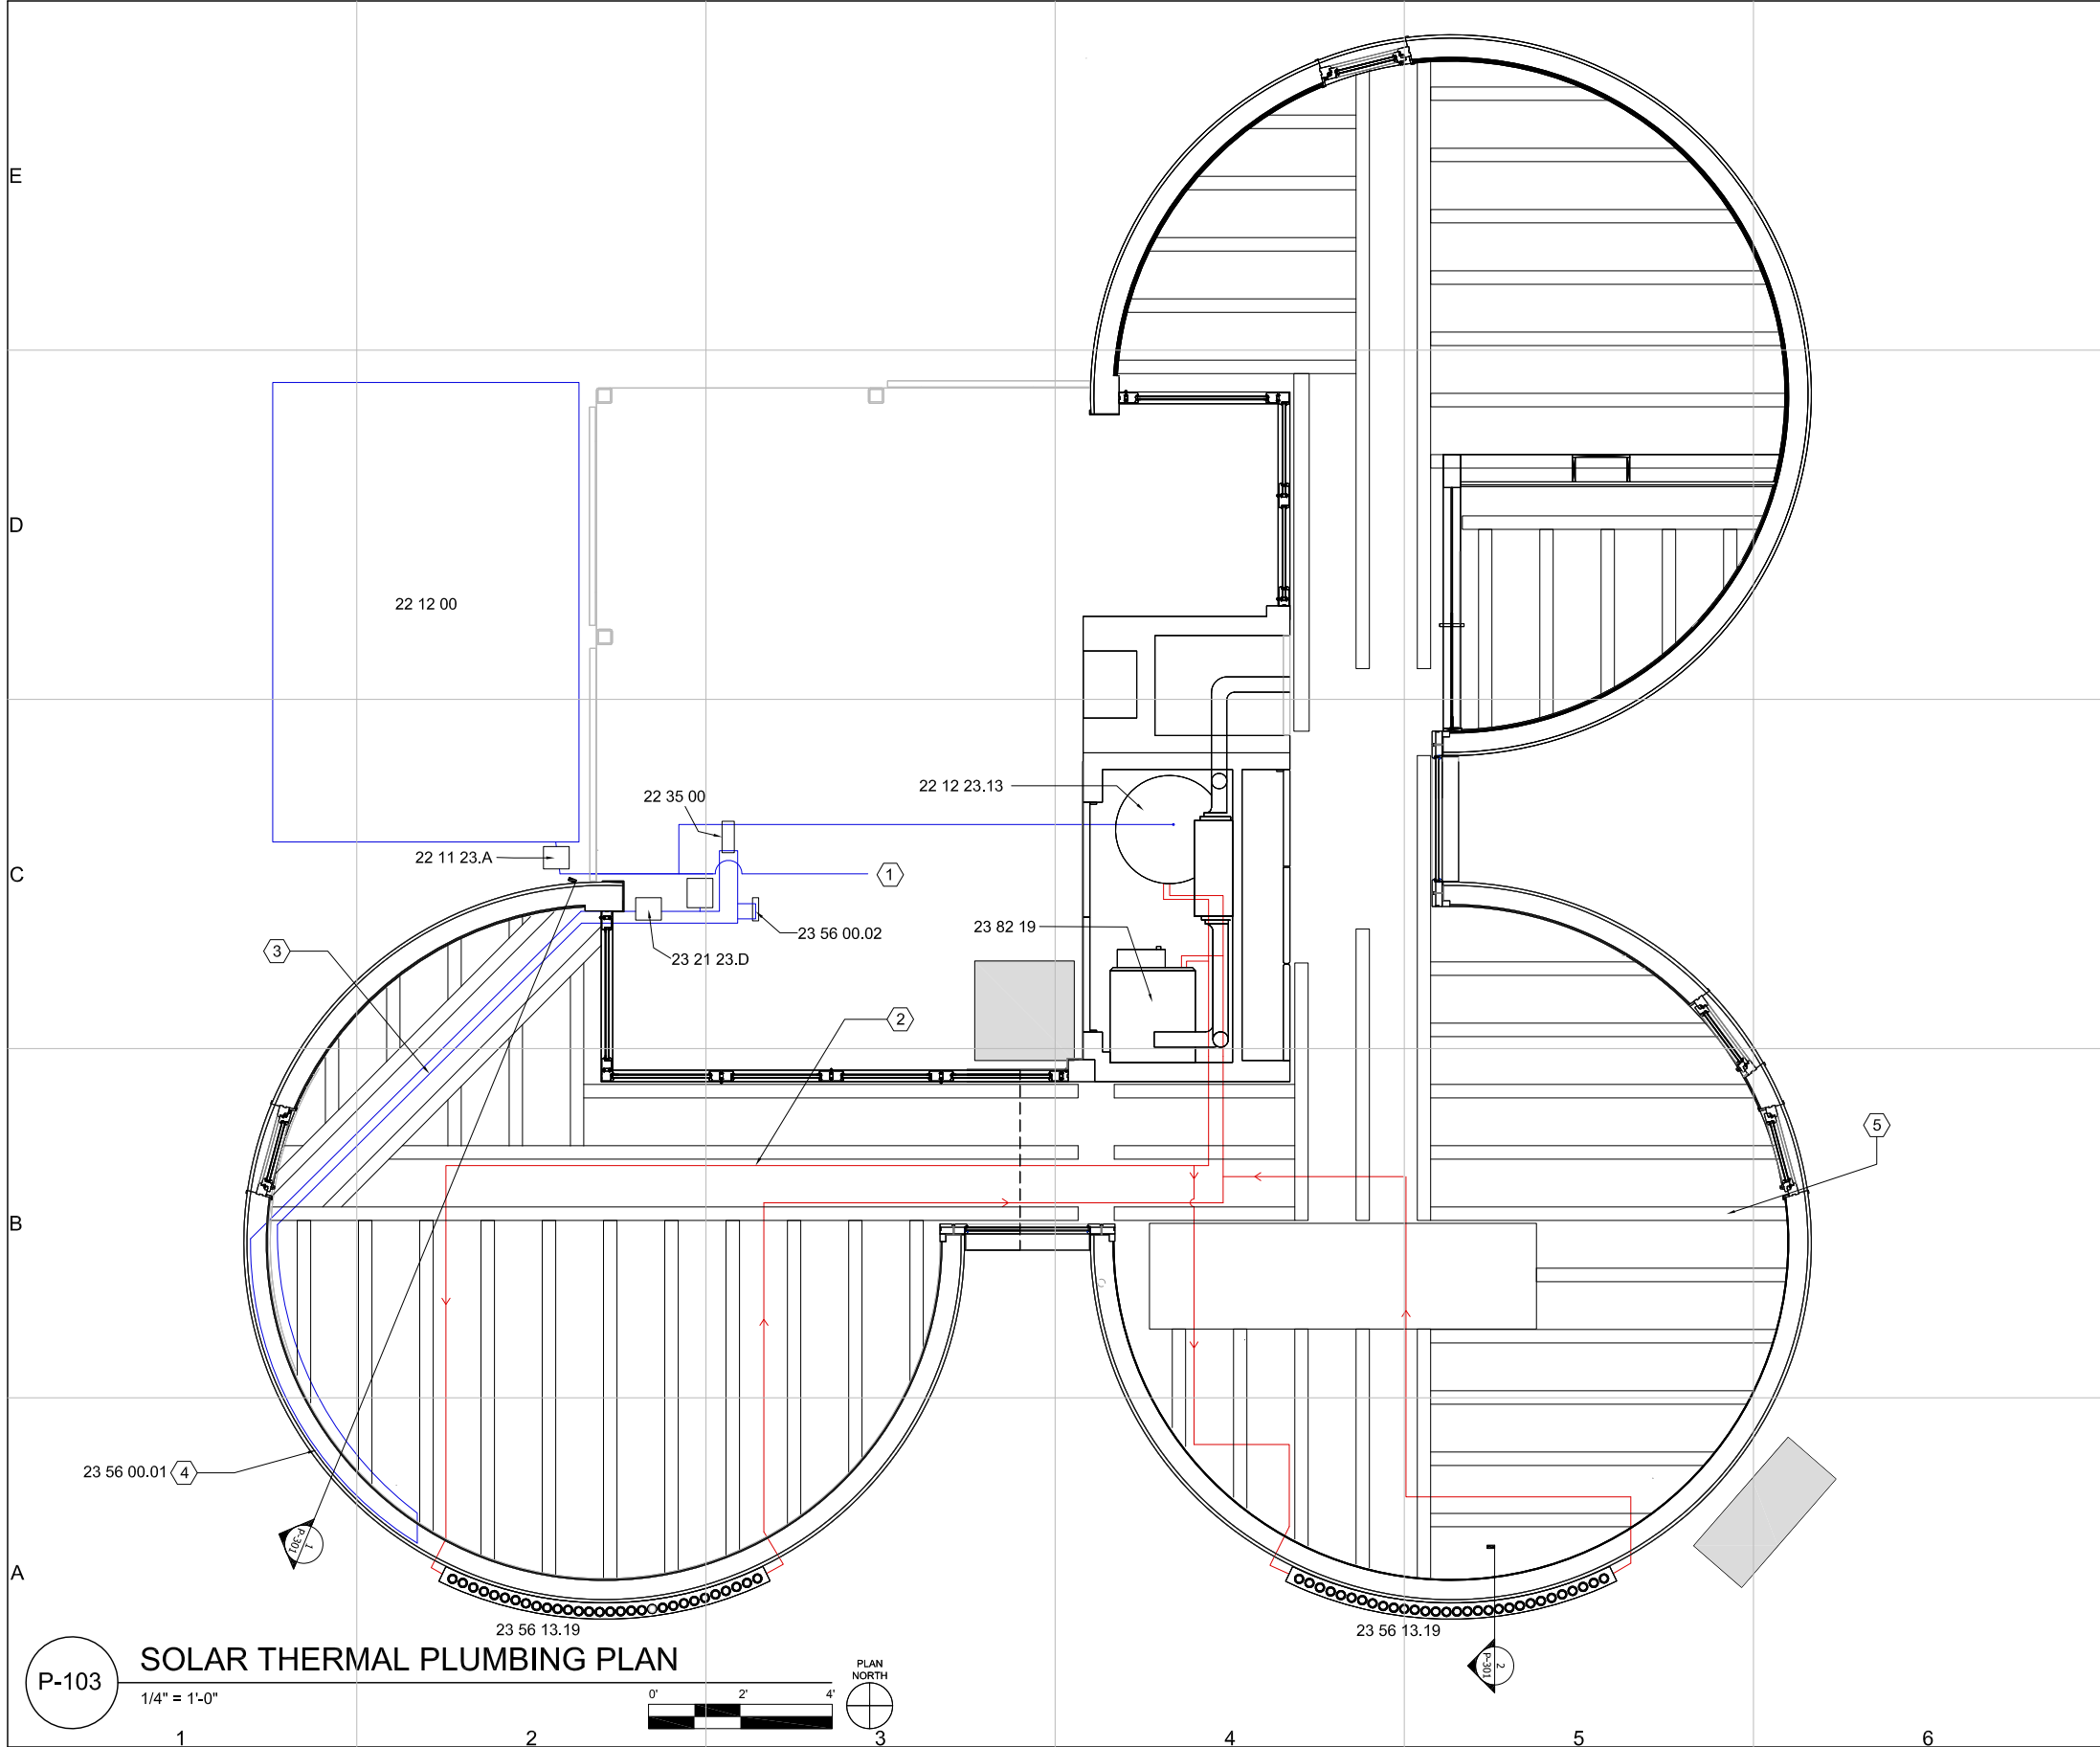 E
D
22 12 00
22 35 00
22 12 23.13
22 11 23.A
C
1
3
23 56 00.02
23 82 19
23 21 23.D
2
5
B
23 56 00.01 4
1
P-301
A
23 56 13.19
23 56 13.19
2
P-301
P-103
SOLAR THERMAL PLUMBING PLAN
1/4" = 1'-0"
0' 2' 4'
PLAN
NORTH
1 2 3 4 5 6